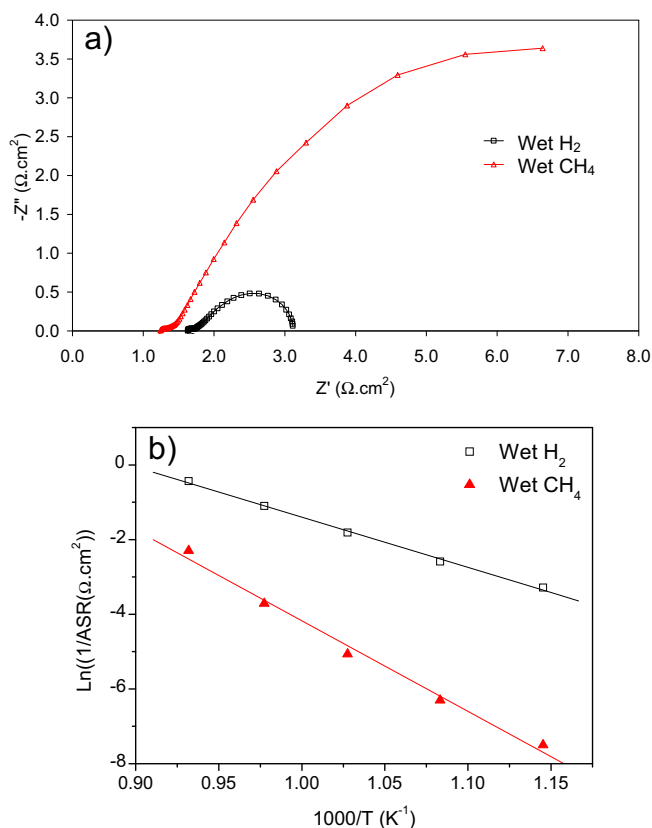 a)
4.0
3.5
3.0
2.5
2.0
1.5
1.0
0.5
0.0
-Z" (Ω.cm²)
Wet H₂
Wet CH₄
0.0 1.0 2.0 3.0 4.0 5.0 6.0 7.0 8.0
Z' (Ω.cm²)
b)
Wet H₂
Wet CH₄
0
-2
-4
-6
-8
Ln((1/ASR(Ω.cm²))
0.90 0.95 1.00 1.05 1.10 1.15
1000/T (K⁻¹)